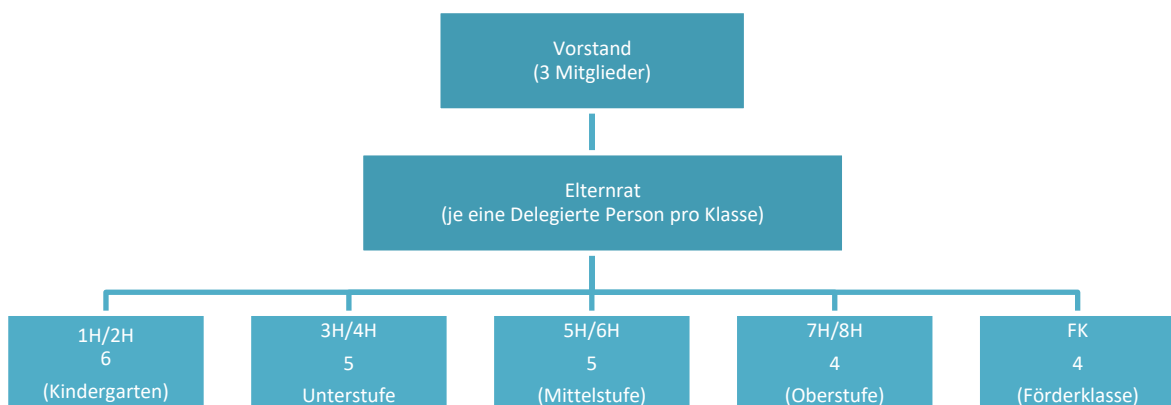 Vorstand
(3 Mitglieder)
Elternrat
(je eine Delegierte Person pro Klasse)
1H/2H
6
(Kindergarten)
3H/4H
5
Unterstufe
5H/6H
5
(Mittelstufe)
7H/8H
4
(Oberstufe)
FK
4
(Förderklasse)